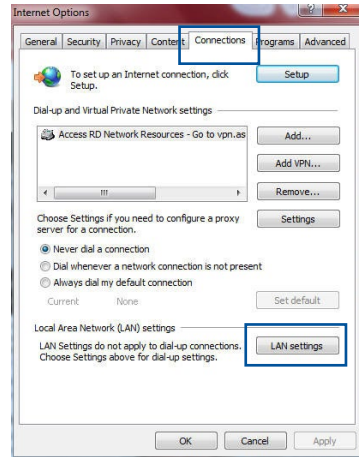 Internet Options
General Security Privacy Content Connections Programs Advanced
To set up an Internet connection, click
Setup.
Setup
Dial-up and Virtual Private Network settings
Access RD Network Resources - Go to vpn.as
Add...
Add VPN...
Remove...
Choose Settings if you need to configure a proxy
server for a connection.
Settings
Never dial a connection
Dial whenever a network connection is not present
Always dial my default connection
Current None
Set default
Local Area Network (LAN) settings
LAN Settings do not apply to dial-up connections.
Choose Settings above for dial-up settings.
LAN settings
OK Cancel Apply